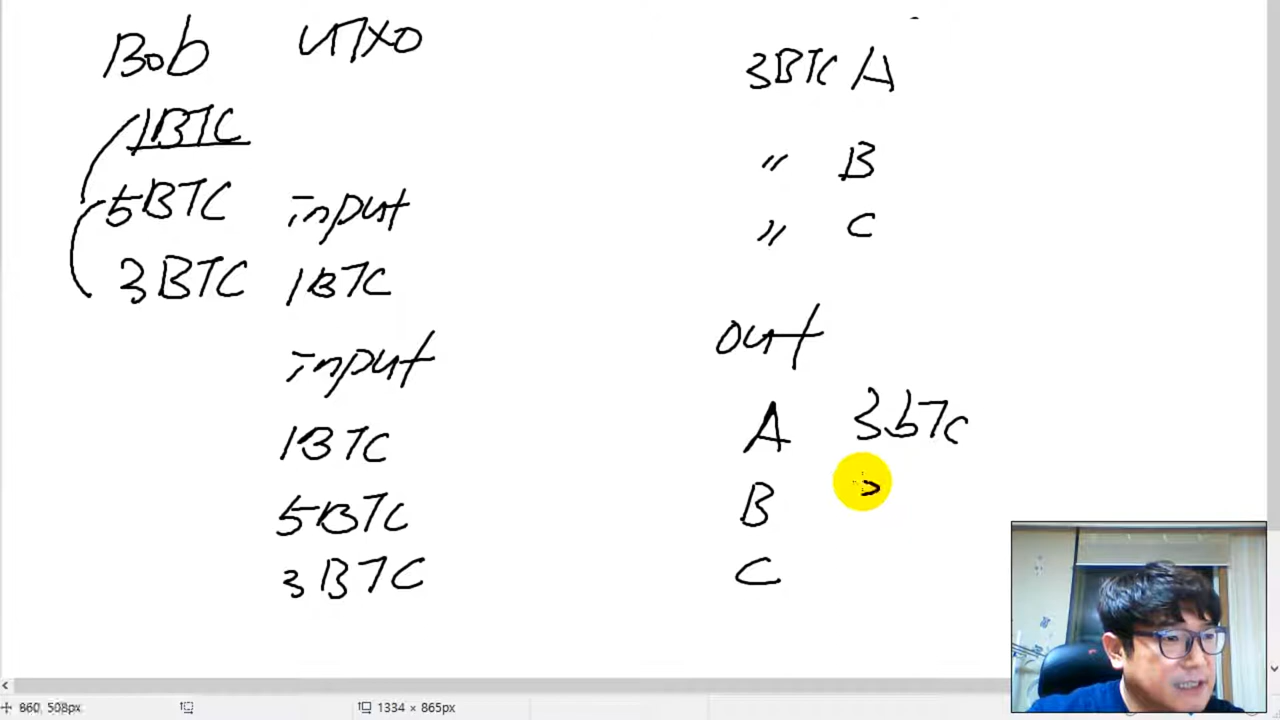 Bob UTXO
1BTC
5BTC input
3BTC 1BTC
input
1BTC
5BTC
3BTC
3BTC A
〃 B
〃 C
out
A 3bTC
B
C
860, 508px
1334 × 865px